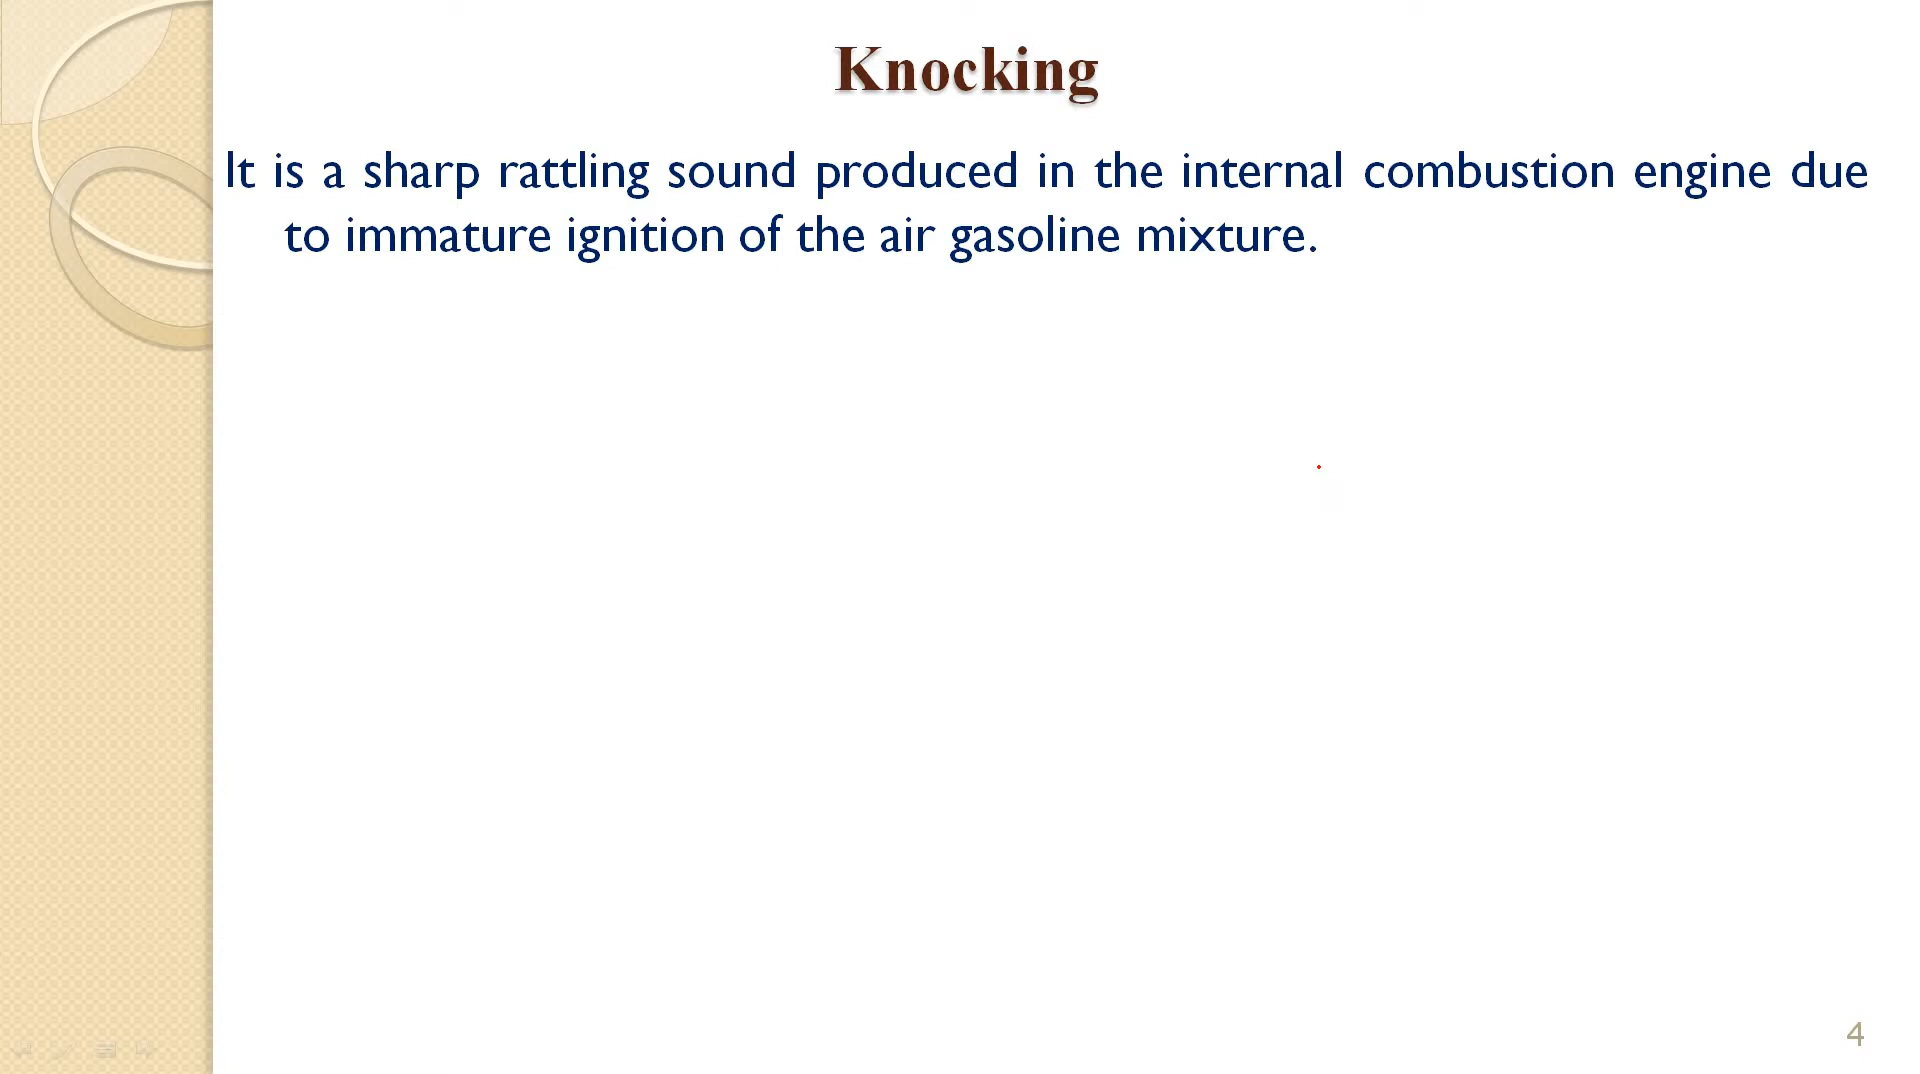 Knocking
It is a sharp rattling sound produced in the internal combustion engine due
to immature ignition of the air gasoline mixture.
4